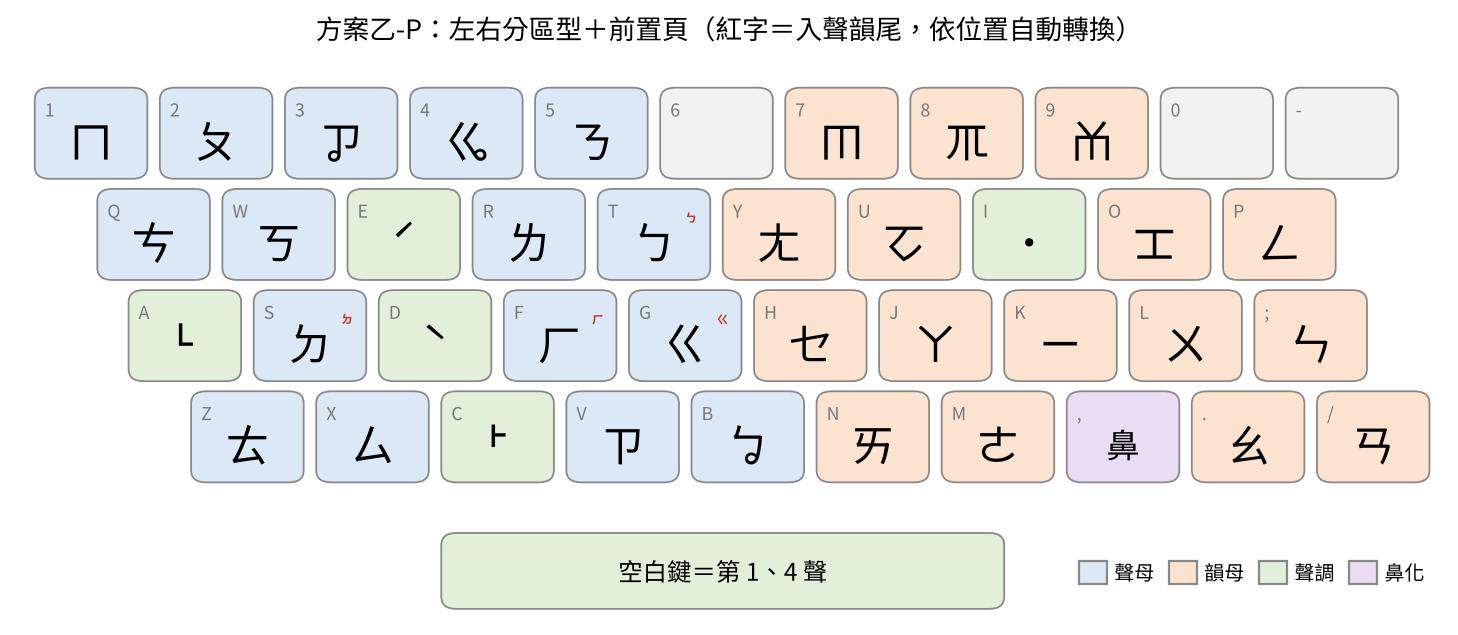 方案乙-P：左右分區型＋前置頁（紅字＝入聲韻尾，依位置自動轉換）
1 ㄇ 2 ㄆ 3 ㆡ 4 ㆣ 5 ㄋ 6 7 ㆬ 8 ㆭ 9 0 -
Q ㄘ W ㄎ E ˊ R ㄌ T ㄅ ㆴ Y ㄤ U ㆦ I ˙ O ㆤ P ㄥ
A ㄴ S ㄉ ㆵ D ˋ F ㄏ ㆷ G ㄍ ㆶ H ㄝ J ㄚ K ㄧ L ㄨ ; ㄣ
Z ㄊ X ㄙ C ㆐ V ㄗ B ㆠ N ㄞ M ㄜ , 鼻 . ㄠ / ㄢ
空白鍵＝第 1、4 聲
聲母 韻母 聲調 鼻化